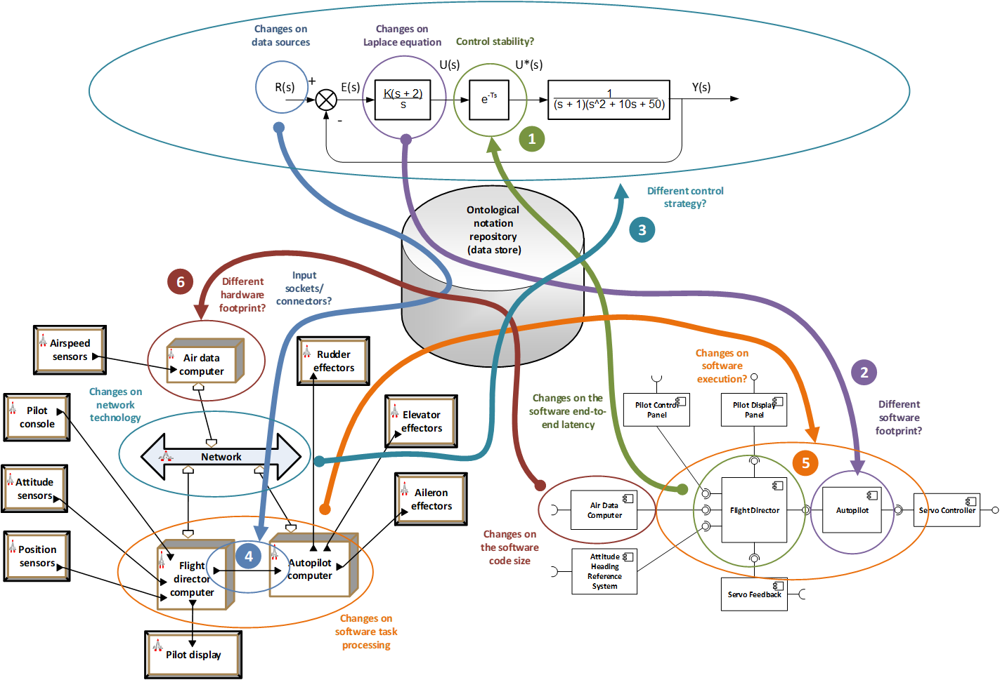 Changes on
data sources
Changes on
Laplace equation
Control stability?
R(s)
+
-
E(s)
K(s + 2)
s
U(s)
e-Ts
U*(s)
1
(s + 1)(s^2 + 10s + 50)
Y(s)
1
Different control
strategy?
3
Ontological
notation
repository
(data store)
6
Different
hardware
footprint?
Input
sockets/
connectors?
Airspeed
sensors
Air data
computer
Rudder
effectors
Changes on
network
technology
Pilot
console
Elevator
effectors
Network
Attitude
sensors
Aileron
effectors
Position
sensors
Flight
director
computer
4
Autopilot
computer
Changes on
software task
processing
Pilot display
Changes on
software
execution?
2
Changes on the
software end-to-
end latency
Different
software
footprint?
Pilot Control
Panel
Pilot Display
Panel
5
Air Data
Computer
Flight Director
Autopilot
Servo Controller
Changes on
the software
code size
Attitude
Heading
Reference
System
Servo Feedback